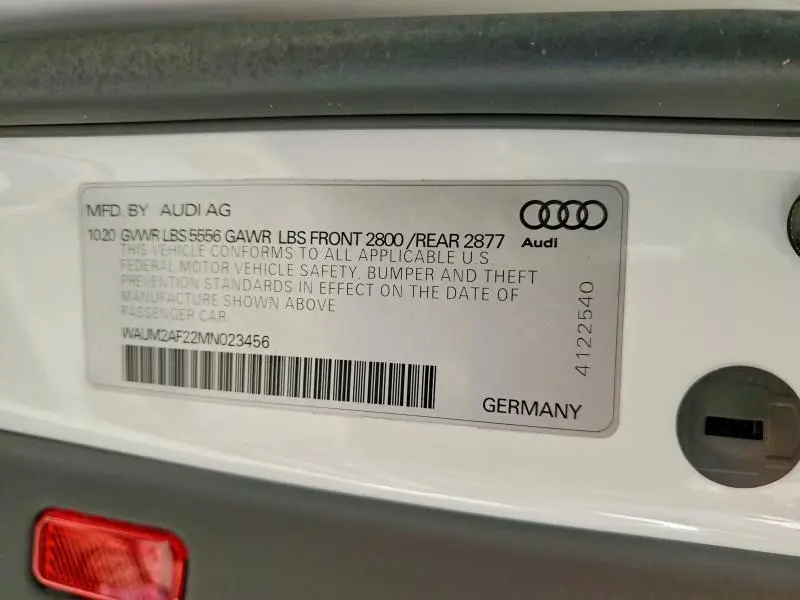 MFD. BY AUDI AG
10.20 GVWR LBS 5556 GAWR LBS FRONT 2800 /REAR 2877
Audi
THIS VEHICLE CONFORMS TO ALL APPLICABLE U.S.
FEDERAL MOTOR VEHICLE SAFETY, BUMPER AND THEFT
PREVENTION STANDARDS IN EFFECT ON THE DATE OF
MANUFACTURE SHOWN ABOVE
PASSENGER CAR
WAUM2AF22MN023456
4122540
GERMANY